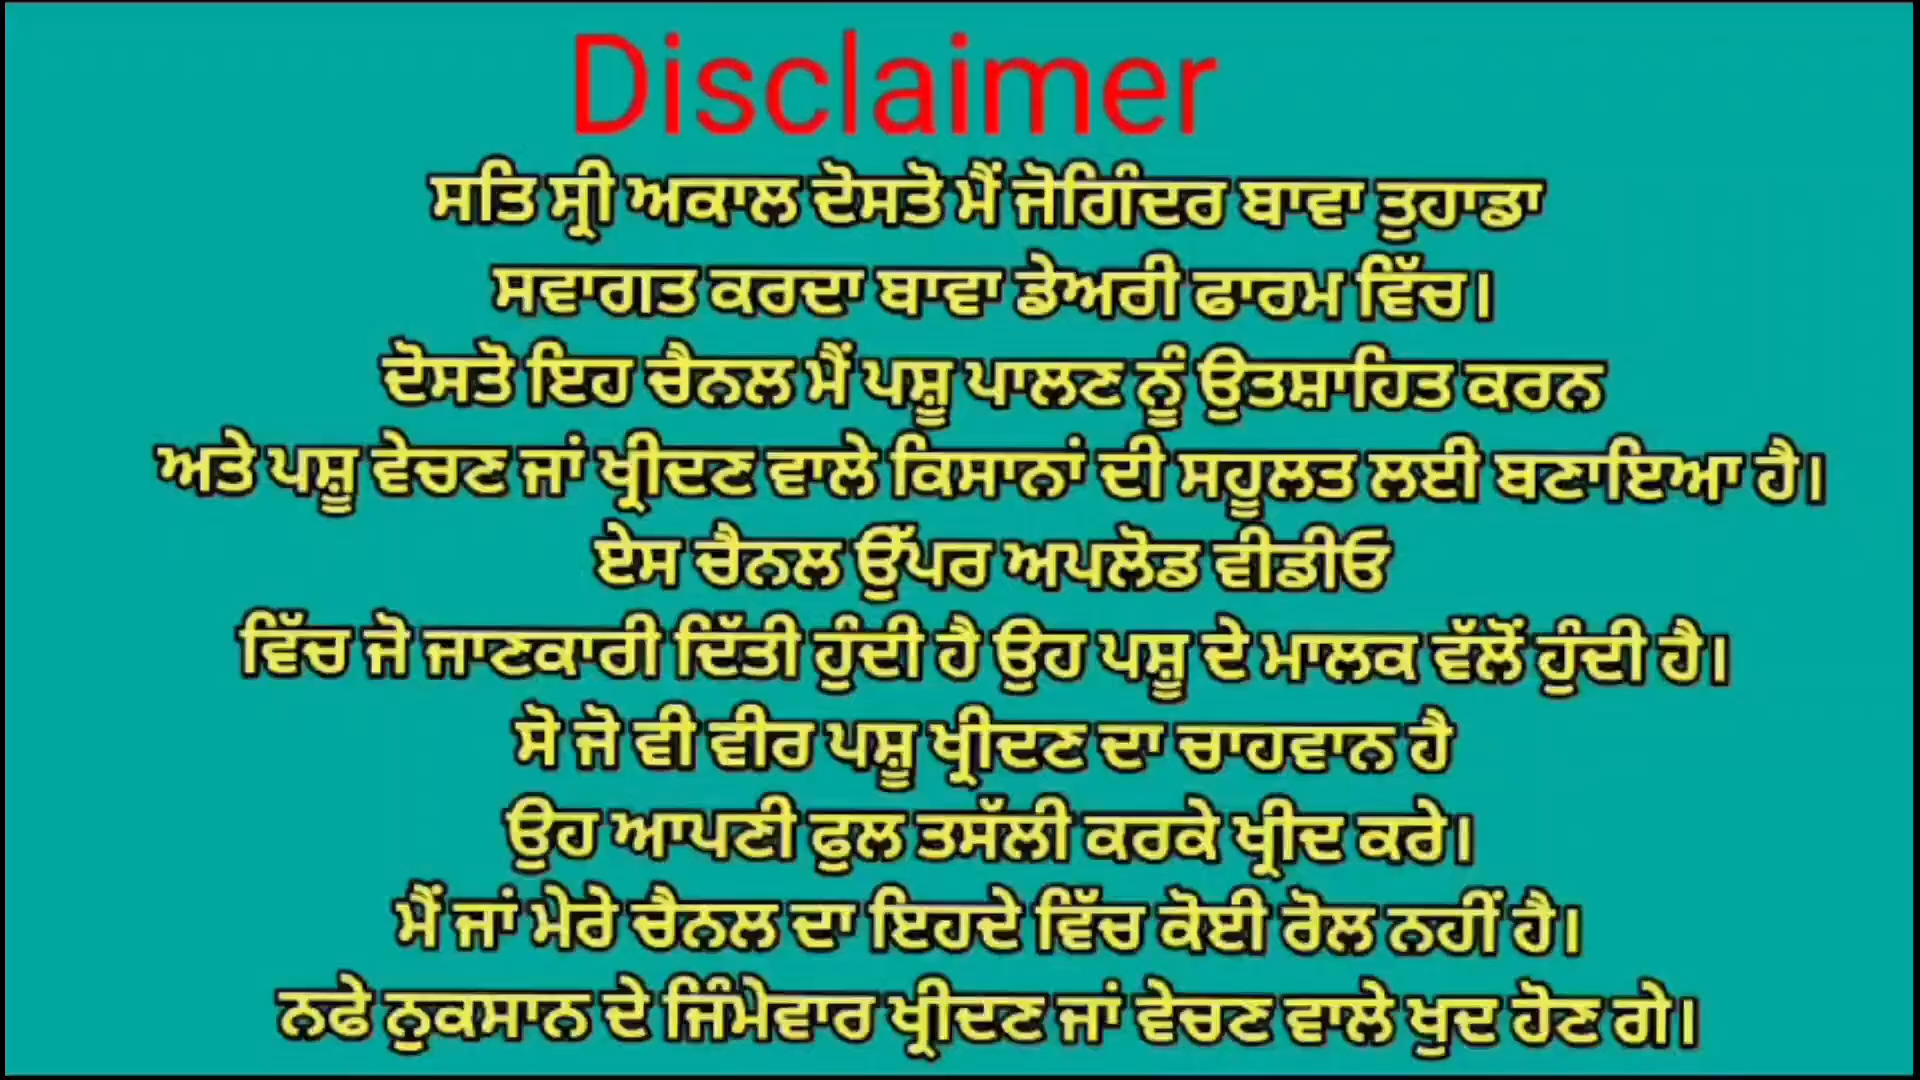 Disclaimer
ਸਤਿ ਸ੍ਰੀ ਅਕਾਲ ਦੋਸਤੋ ਮੈਂ ਜੋਗਿੰਦਰ ਬਾਵਾ ਤੁਹਾਡਾ
ਸਵਾਗਤ ਕਰਦਾ ਬਾਵਾ ਡੇਅਰੀ ਫਾਰਮ ਵਿੱਚ।
ਦੋਸਤੋ ਇਹ ਚੈਨਲ ਮੈਂ ਪਸ਼ੂ ਪਾਲਣ ਨੂੰ ਉਤਸ਼ਾਹਿਤ ਕਰਨ
ਅਤੇ ਪਸ਼ੂ ਵੇਚਣ ਜਾਂ ਖ੍ਰੀਦਣ ਵਾਲੇ ਕਿਸਾਨਾਂ ਦੀ ਸਹੂਲਤ ਲਈ ਬਣਾਇਆ ਹੈ।
ਏਸ ਚੈਨਲ ਉੱਪਰ ਅਪਲੋਡ ਵੀਡੀਓ
ਵਿੱਚ ਜੋ ਜਾਣਕਾਰੀ ਦਿੱਤੀ ਹੁੰਦੀ ਹੈ ਉਹ ਪਸ਼ੂ ਦੇ ਮਾਲਕ ਵੱਲੋਂ ਹੁੰਦੀ ਹੈ।
ਸੋ ਜੋ ਵੀ ਵੀਰ ਪਸ਼ੂ ਖ੍ਰੀਦਣ ਦਾ ਚਾਹਵਾਨ ਹੈ
ਉਹ ਆਪਣੀ ਫੁਲ ਤਸੱਲੀ ਕਰਕੇ ਖ੍ਰੀਦ ਕਰੇ।
ਮੈਂ ਜਾਂ ਮੇਰੇ ਚੈਨਲ ਦਾ ਇਹਦੇ ਵਿੱਚ ਕੋਈ ਰੋਲ ਨਹੀਂ ਹੈ।
ਨਫੇ ਨੁਕਸਾਨ ਦੇ ਜਿੰਮੇਵਾਰ ਖ੍ਰੀਦਣ ਜਾਂ ਵੇਚਣ ਵਾਲੇ ਖੁਦ ਹੋਣ ਗੇ।